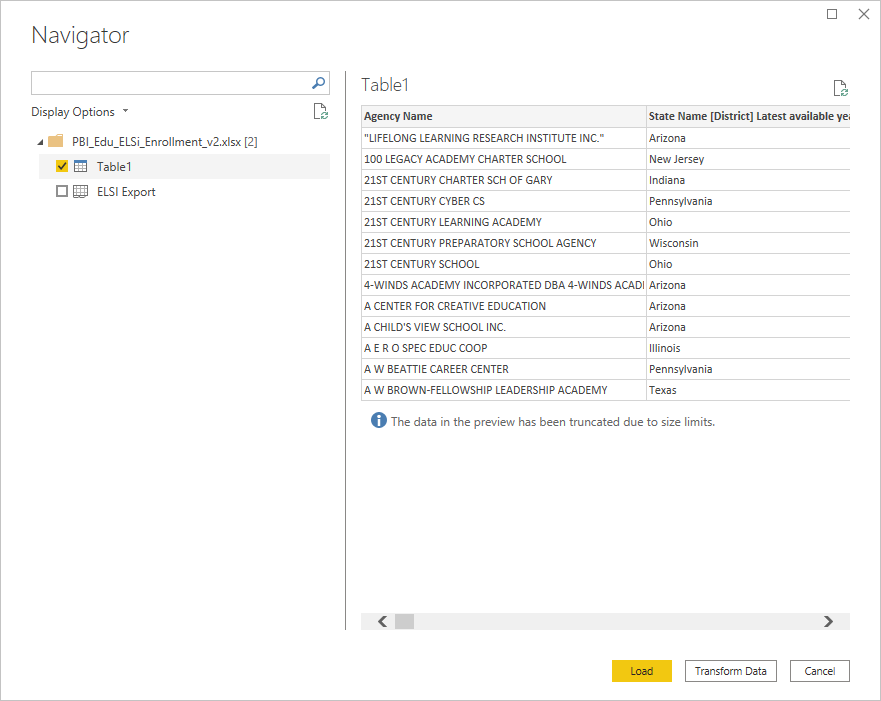 Navigator
Display Options
PBI_Edu_ELSi_Enrollment_v2.xlsx [2]
Table1
ELSI Export
Table1
Agency Name State Name [District] Latest available yea
"LIFELONG LEARNING RESEARCH INSTITUTE INC." Arizona
100 LEGACY ACADEMY CHARTER SCHOOL New Jersey
21ST CENTURY CHARTER SCH OF GARY Indiana
21ST CENTURY CYBER CS Pennsylvania
21ST CENTURY LEARNING ACADEMY Ohio
21ST CENTURY PREPARATORY SCHOOL AGENCY Wisconsin
21ST CENTURY SCHOOL Ohio
4-WINDS ACADEMY INCORPORATED DBA 4-WINDS ACADI Arizona
A CENTER FOR CREATIVE EDUCATION Arizona
A CHILD'S VIEW SCHOOL INC. Arizona
A E R O SPEC EDUC COOP Illinois
A W BEATTIE CAREER CENTER Pennsylvania
A W BROWN-FELLOWSHIP LEADERSHIP ACADEMY Texas
The data in the preview has been truncated due to size limits.
Load Transform Data Cancel